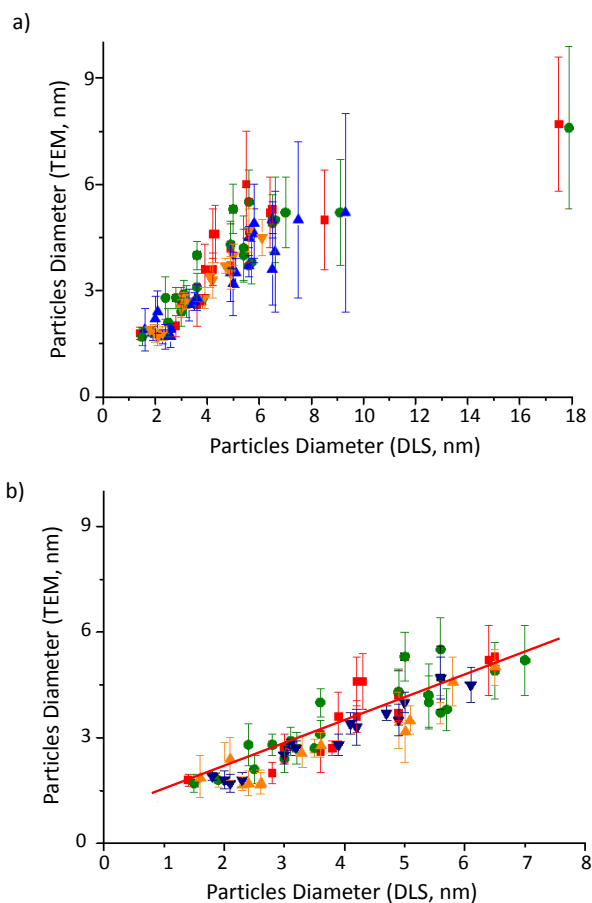 a)
Particles Diameter (TEM, nm)
9
6
3
0
0 2 4 6 8 10 12 14 16 18
Particles Diameter (DLS, nm)
b)
Particles Diameter (TEM, nm)
9
6
3
0
0 1 2 3 4 5 6 7 8
Particles Diameter (DLS, nm)